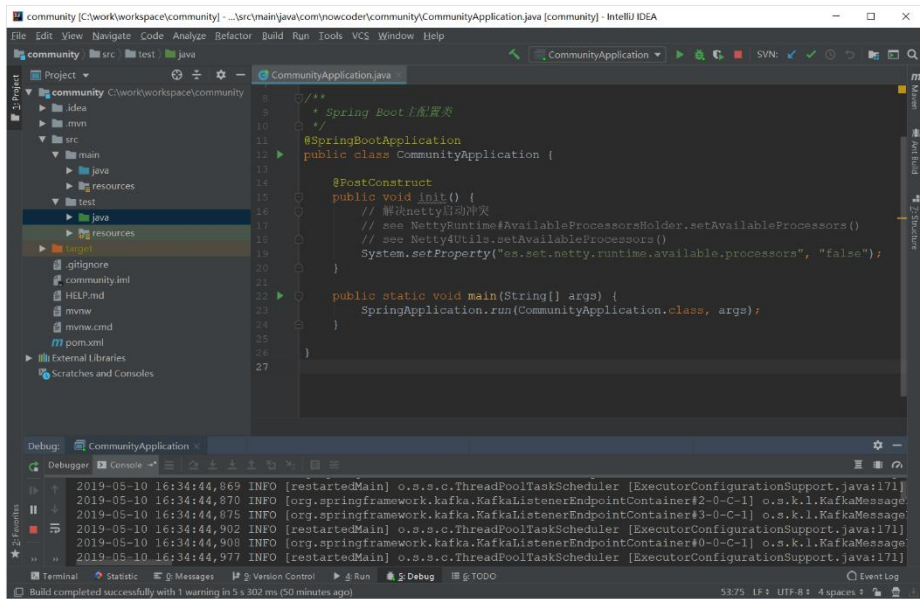 community [C:\work\workspace\community] - ...\src\main\java\com\nowcoder\community\CommunityApplication.java [community] - IntelliJ IDEA
File Edit View Navigate Code Analyze Refactor Build Run Tools VCS Window Help
community src test java CommunityApplication SVN:
Project CommunityApplication.java
1: Project
community C:\work\workspace\community
.idea
.mvn
src
main
java
resources
test
java
resources
target
.gitignore
community.iml
HELP.md
mvnw
mvnw.cmd
pom.xml
External Libraries
Scratches and Consoles
8 /**
9 * Spring Boot主配置类
10 */
11 @SpringBootApplication
12 public class CommunityApplication {
13
14 @PostConstruct
15 public void init() {
16 // 解决netty启动冲突
17 // see NettyRuntime#AvailableProcessorsHolder.setAvailableProcessors()
18 // see Netty4Utils.setAvailableProcessors()
19 System.setProperty("es.set.netty.runtime.available.processors", "false");
20 }
21
22 public static void main(String[] args) {
23 SpringApplication.run(CommunityApplication.class, args);
24 }
25
26 }
27
Maven
Ant Build
Z: Structure
Debug: CommunityApplication
Debugger Console
2019-05-10 16:34:44,869 INFO [restartedMain] o.s.s.c.ThreadPoolTaskScheduler [ExecutorConfigurationSupport.java:171]
2019-05-10 16:34:44,870 INFO [org.springframework.kafka.KafkaListenerEndpointContainer#2-0-C-1] o.s.k.l.KafkaMessage
2019-05-10 16:34:44,875 INFO [org.springframework.kafka.KafkaListenerEndpointContainer#3-0-C-1] o.s.k.l.KafkaMessage
2019-05-10 16:34:44,902 INFO [restartedMain] o.s.s.c.ThreadPoolTaskScheduler [ExecutorConfigurationSupport.java:171]
2019-05-10 16:34:44,908 INFO [org.springframework.kafka.KafkaListenerEndpointContainer#0-0-C-1] o.s.k.l.KafkaMessage
2019-05-10 16:34:44,977 INFO [restartedMain] o.s.s.c.ThreadPoolTaskScheduler [ExecutorConfigurationSupport.java:171]
2: Favorites
Terminal Statistic 0: Messages 9: Version Control 4: Run 5: Debug 6: TODO Event Log
Build completed successfully with 1 warning in 5 s 302 ms (50 minutes ago) 53:75 LF UTF-8 4 spaces